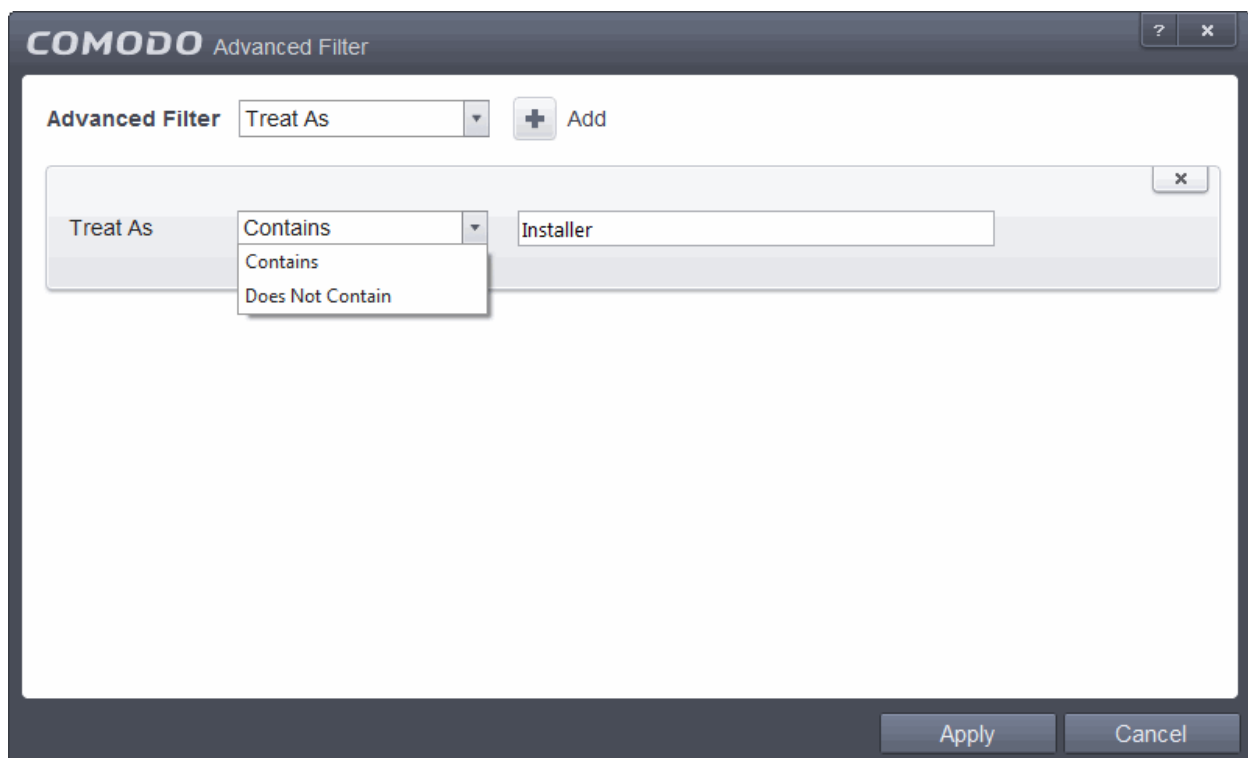 COMODO Advanced Filter ? x
Advanced Filter Treat As + Add
x
Treat As Contains Installer
Contains
Does Not Contain
Apply Cancel